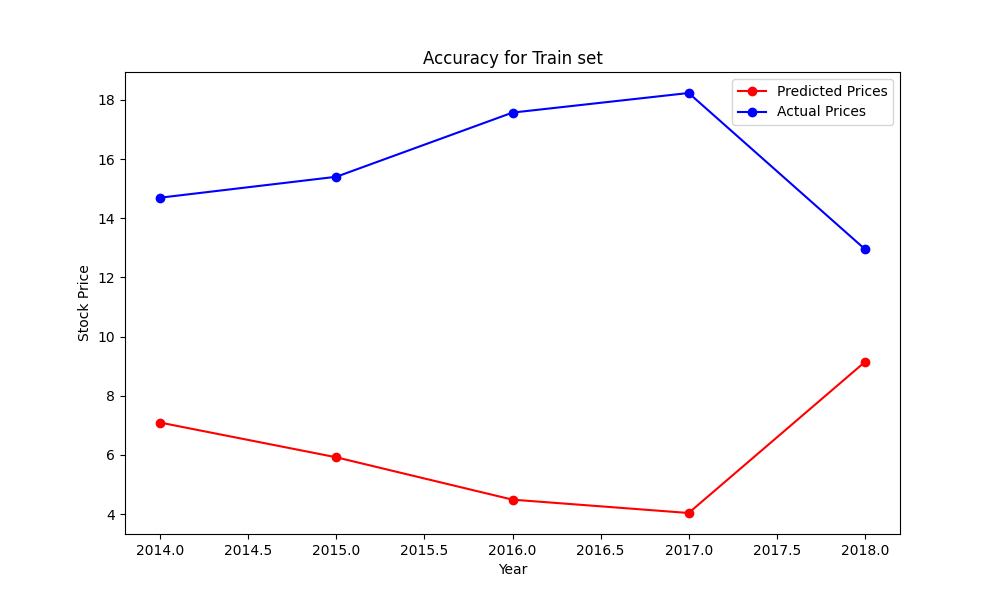 Accuracy for Train set
Predicted Prices
Actual Prices
Stock Price
18
16
14
12
10
8
6
4
2014.0 2014.5 2015.0 2015.5 2016.0 2016.5 2017.0 2017.5 2018.0
Year